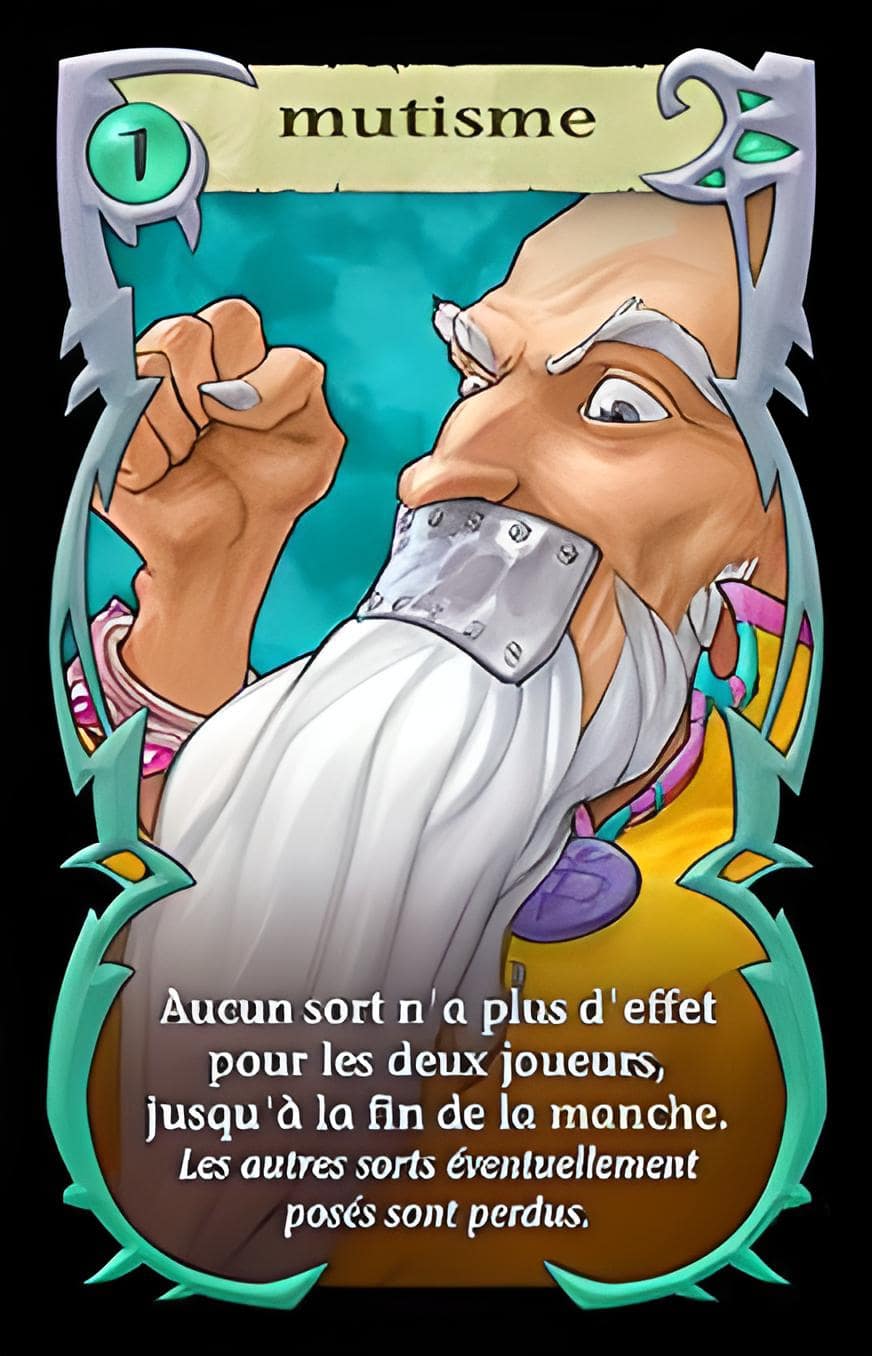 1
mutisme
Aucun sort n'a plus d'effet
pour les deux joueurs,
jusqu'à la fin de la manche.
Les autres sorts éventuellement
posés sont perdus.